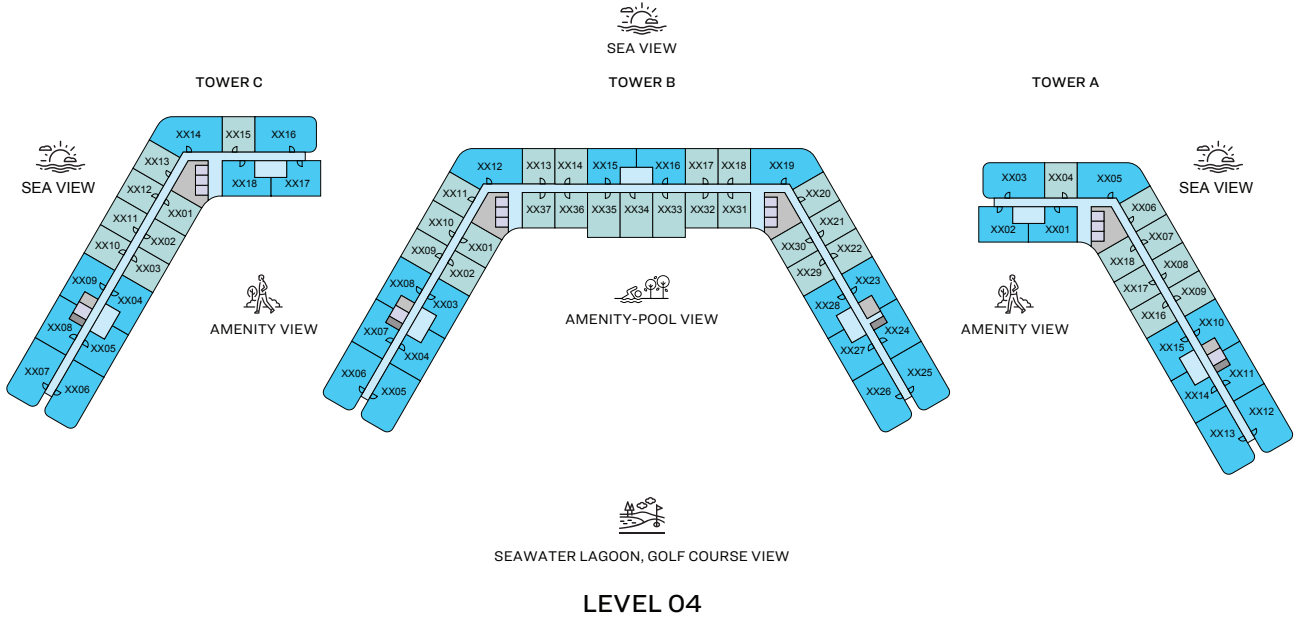 SEA VIEW
TOWER C
TOWER B
TOWER A
SEA VIEW
SEA VIEW
XX14
XX15
XX16
XX13
XX12
XX11
XX10
XX09
XX08
XX07
XX18
XX17
XX01
XX02
XX03
XX04
XX05
XX06
AMENITY VIEW
XX12
XX13
XX14
XX15
XX16
XX17
XX18
XX19
XX11
XX10
XX09
XX08
XX07
XX06
XX37
XX36
XX35
XX34
XX33
XX32
XX31
XX01
XX02
XX03
XX04
XX05
XX20
XX21
XX22
XX23
XX24
XX25
XX30
XX29
XX28
XX27
XX26
AMENITY-POOL VIEW
XX03
XX04
XX05
XX02
XX01
XX06
XX07
XX08
XX09
XX10
XX11
XX12
XX18
XX17
XX16
XX15
XX14
XX13
AMENITY VIEW
SEAWATER LAGOON, GOLF COURSE VIEW
LEVEL 04